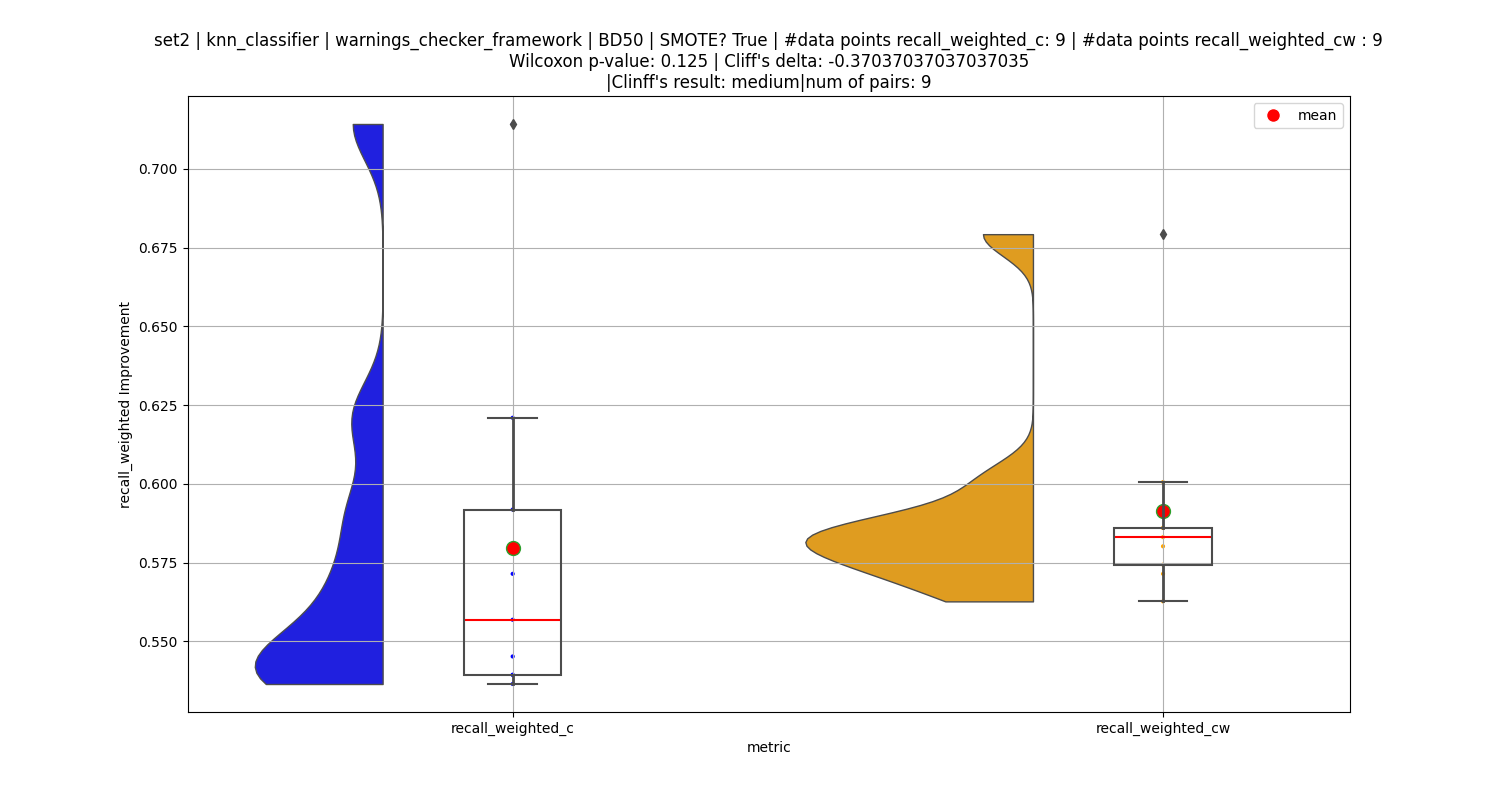 set2 | knn_classifier | warnings_checker_framework | BD50 | SMOTE? True | #data points recall_weighted_c: 9 | #data points recall_weighted_cw : 9
Wilcoxon p-value: 0.125 | Cliff's delta: -0.37037037037037035
|Clinff's result: medium|num of pairs: 9
mean
0.700
0.675
0.650
0.625
0.600
0.575
0.550
recall_weighted Improvement
recall_weighted_c
recall_weighted_cw
metric